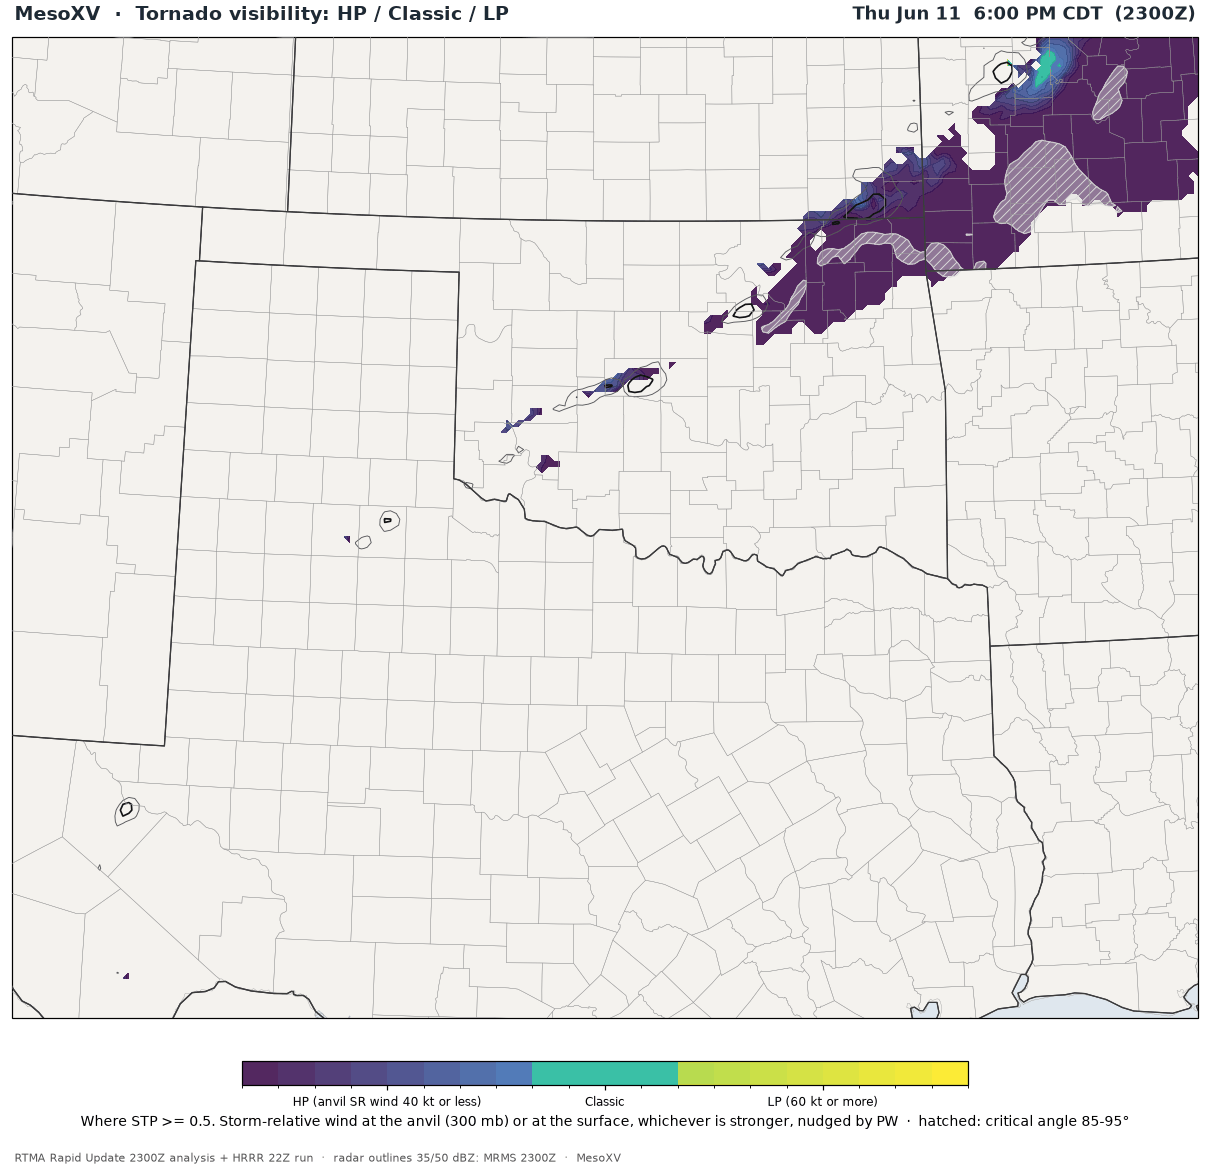 MesoXV · Tornado visibility: HP / Classic / LP
Thu Jun 11 6:00 PM CDT (2300Z)
HP (anvil SR wind 40 kt or less)
Classic
LP (60 kt or more)
Where STP >= 0.5. Storm-relative wind at the anvil (300 mb) or at the surface, whichever is stronger, nudged by PW · hatched: critical angle 85-95°
RTMA Rapid Update 2300Z analysis + HRRR 22Z run · radar outlines 35/50 dBZ: MRMS 2300Z · MesoXV